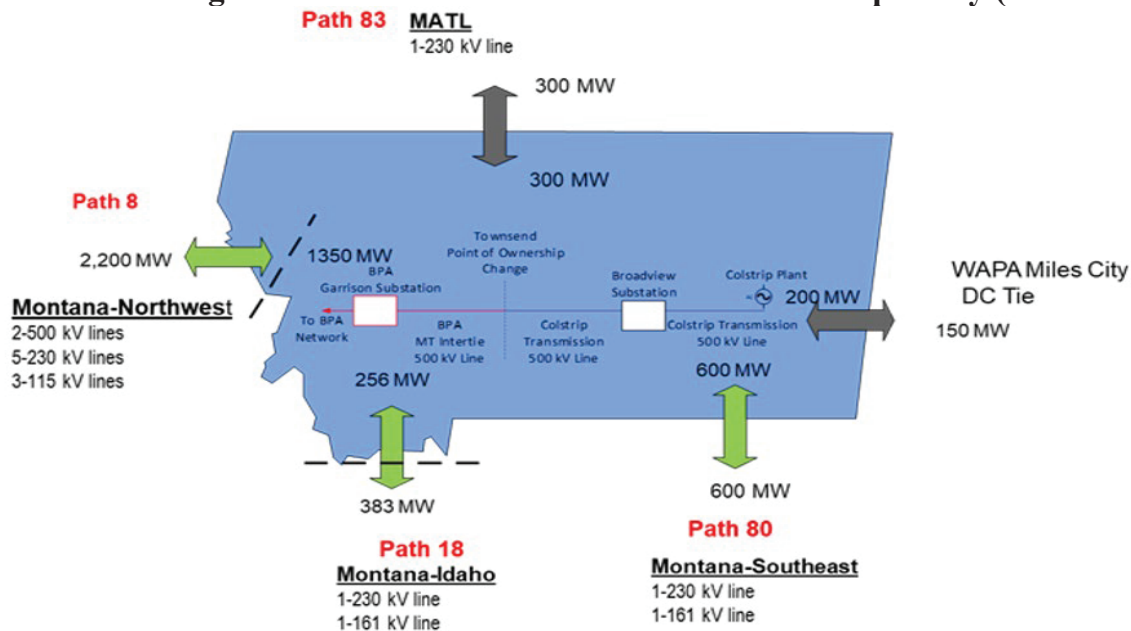 Path 83 MATL
1-230 kV line
300 MW
300 MW
Path 8
2,200 MW
1350 MW
Montana-Northwest
2-500 kV lines
5-230 kV lines
3-115 kV lines
BPA
Garrison Substation
To BPA
Network
BPA
MT Intertie
500 kV Line
Townsend
Point of Ownership
Change
Colstrip
Transmission
500 kV Line
Broadview
Substation
Colstrip Plant
Colstrip Transmission
500 kV Line
200 MW
WAPA Miles City
DC Tie
150 MW
256 MW
383 MW
Path 18
Montana-Idaho
1-230 kV line
1-161 kV line
600 MW
600 MW
Path 80
Montana-Southeast
1-230 kV line
1-161 kV line